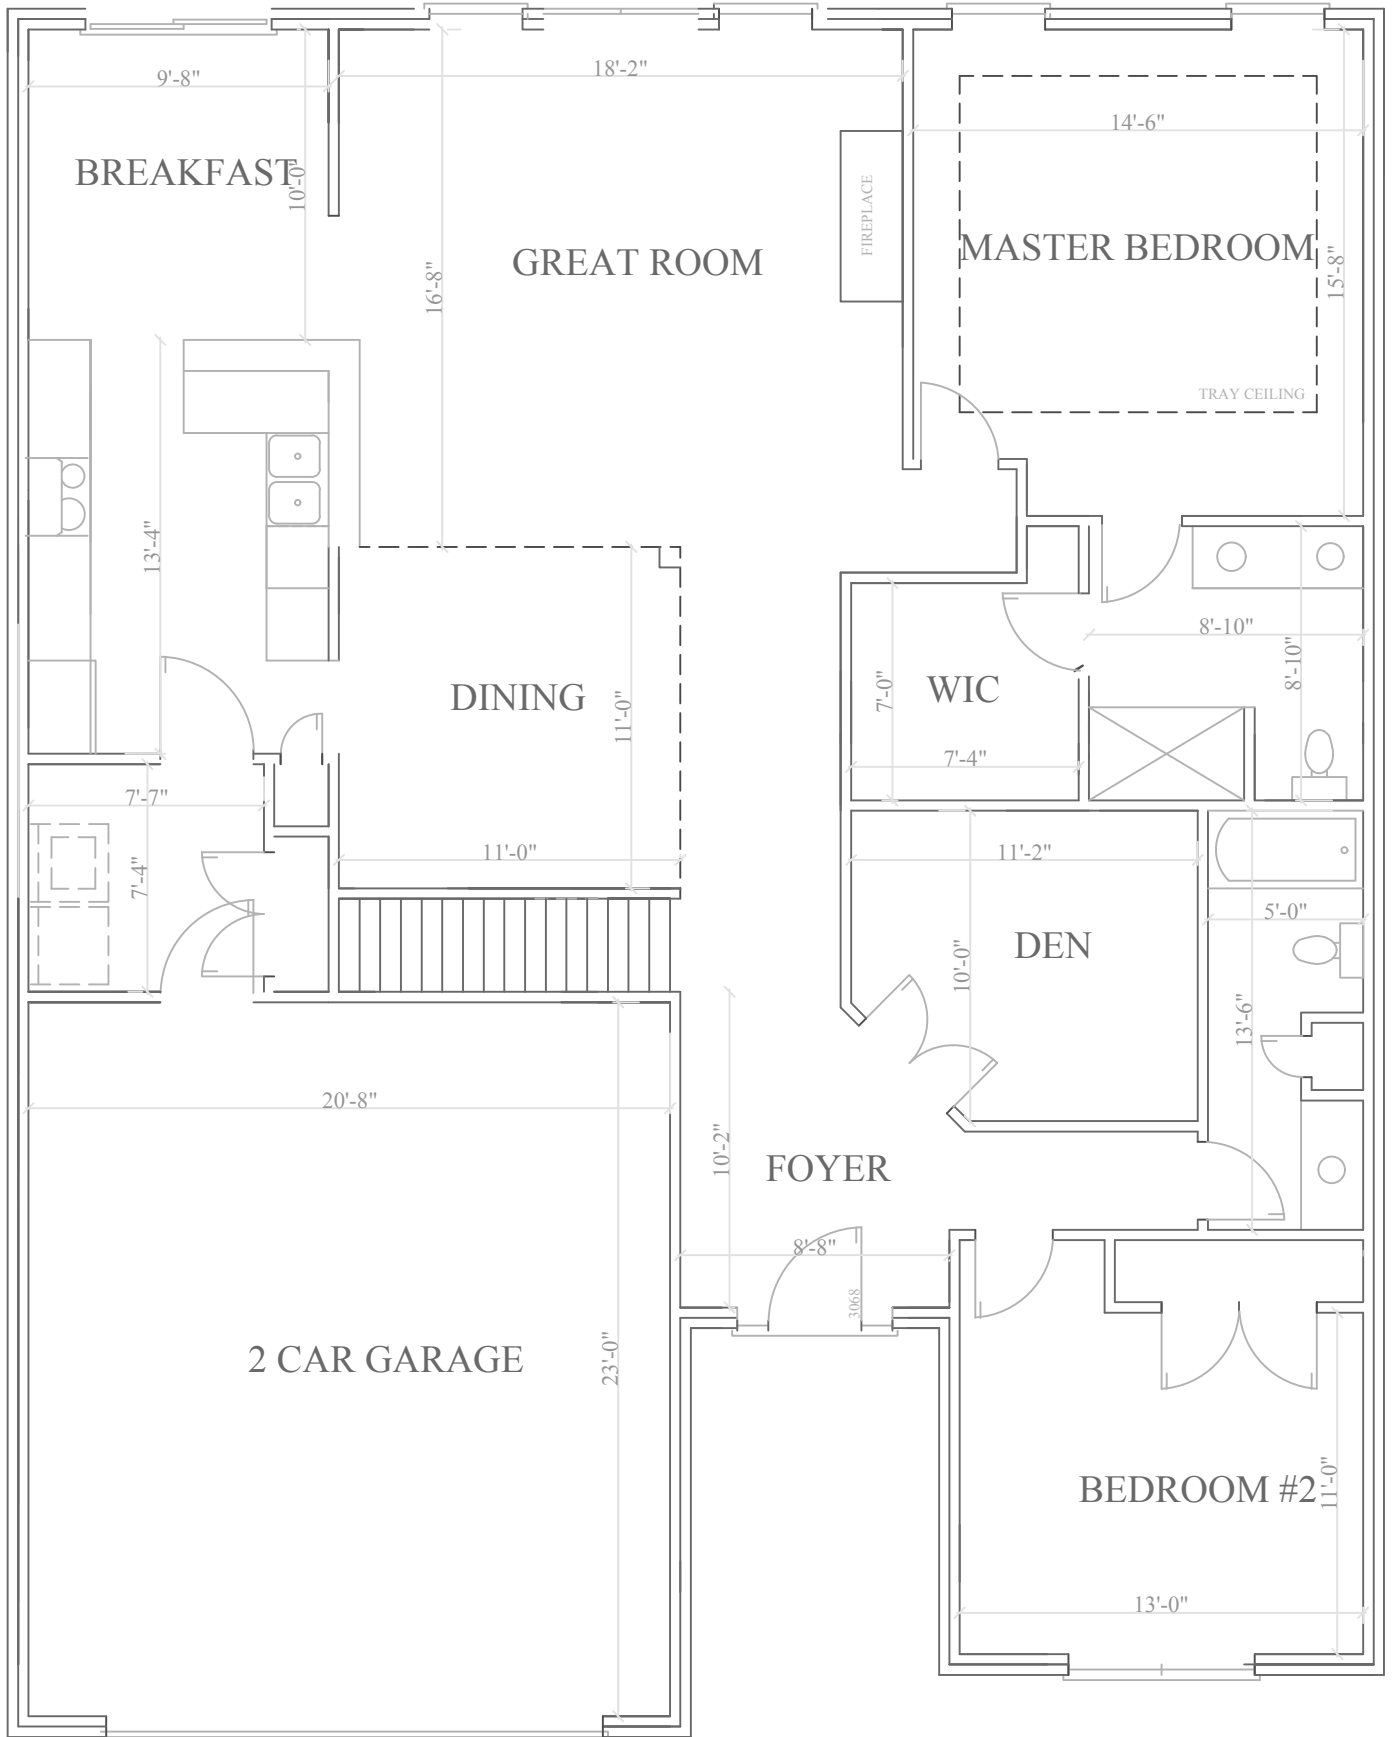 9'-8"
18'-2"
14'-6"
BREAKFAST
10'-0"
FIREPLACE
GREAT ROOM
16'-8"
MASTER BEDROOM
15'-8"
TRAY CEILING
13'-4"
8'-10"
8'-10"
WIC
7'-0"
DINING
11'-0"
7'-4"
7'-7"
7'-4"
11'-0"
11'-2"
5'-0"
DEN
10'-0"
13'-6"
20'-8"
10'-2"
FOYER
8'-8"
3068
2 CAR GARAGE
23'-0"
BEDROOM #2
11'-0"
13'-0"